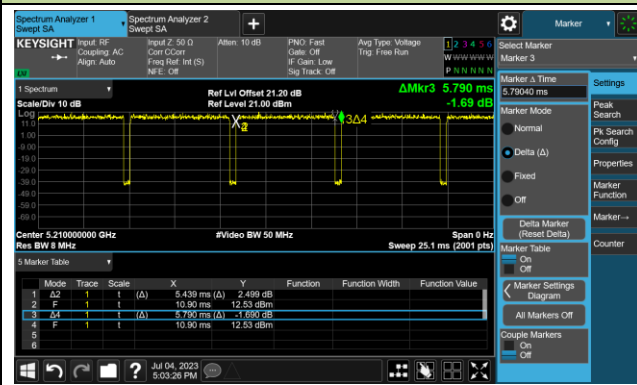 Spectrum Analyzer 1
Swept SA
Spectrum Analyzer 2
Swept SA
+
Marker
KEYSIGHT
Input: RF
Coupling: AC
Align: Auto
Input Z: 50 Ω
Corr CCorr
Freq Ref: Int (S)
NFE: Off
Atten: 10 dB
PNO: Fast
Gate: Off
IF Gain: Low
Sig Track: Off
Avg Type: Voltage
Trig: Free Run
1 2 3 4 5 6
W W W W W W
P N N N N N
Select Marker
Marker 3
1 Spectrum
Scale/Div 10 dB
Ref Lvl Offset 21.20 dB
Ref Level 21.00 dBm
ΔMkr3 5.790 ms
-1.69 dB
Log
11.0
1.00
-9.00
-19.0
-29.0
-39.0
-49.0
-59.0
-69.0
3Δ4
Center 5.210000000 GHz
Res BW 8 MHz
#Video BW 50 MHz
Span 0 Hz
Sweep 25.1 ms (2001 pts)
5 Marker Table
Mode Trace Scale X Y Function Function Width Function Value
1 Δ2 1 t (Δ) 5.439 ms (Δ) 2.499 dB
2 F 1 t 10.90 ms 12.53 dBm
3 Δ4 1 t (Δ) 5.790 ms (Δ) -1.690 dB
4 F 1 t 10.90 ms 12.53 dBm
5
6
Marker Δ Time
5.79040 ms
Marker Mode
Normal
Delta (Δ)
Fixed
Off
Delta Marker
(Reset Delta)
Marker Table
On
Off
Marker Settings
Diagram
All Markers Off
Couple Markers
On
Off
Settings
Peak
Search
Pk Search
Config
Properties
Marker
Function
Marker→
Counter
?
Jul 04, 2023
5:03:26 PM